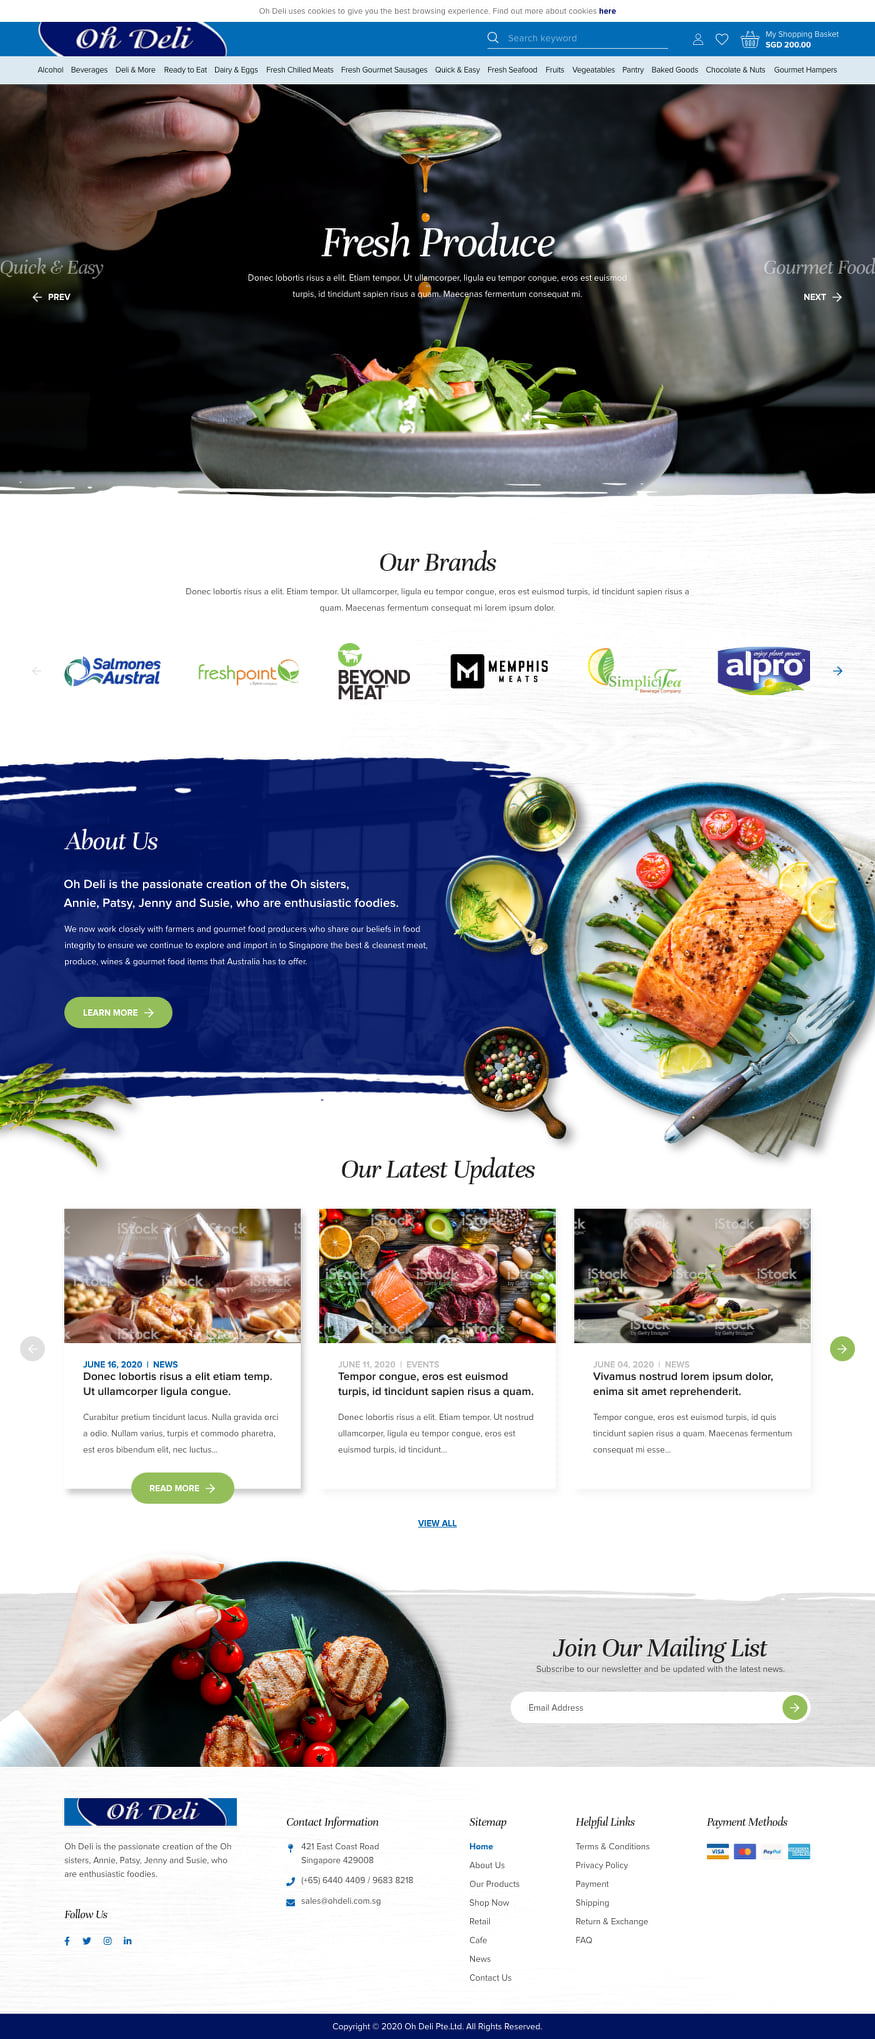 Oh Deli uses cookies to give you the best browsing experience. Find out more about cookies here
Oh Deli
Search keyword
My Shopping Basket
SGD 200.00
Alcohol Beverages Deli & More Ready to Eat Dairy & Eggs Fresh Chilled Meats Fresh Gourmet Sausages Quick & Easy Fresh Seafood Fruits Vegeatables Pantry Baked Goods Chocolate & Nuts Gourmet Hampers
Fresh Produce
Quick & Easy
Gourmet Food
Donec lobortis risus a elit. Etiam tempor. Ut ullamcorper, ligula eu tempor congue, eros est euismod
turpis, id tincidunt sapien risus a quam. Maecenas fermentum consequat mi.
PREV
NEXT
Our Brands
Donec lobortis risus a elit. Etiam tempor. Ut ullamcorper, ligula eu tempor congue, eros est euismod turpis, id tincidunt sapien risus a
quam. Maecenas fermentum consequat mi lorem ipsum dolor.
Salmones
Austral
freshpoint
BEYOND
MEAT
M MEMPHIS
MEATS
SimpliciTea
Beverage Company
enjoy plant power
alpro
About Us
Oh Deli is the passionate creation of the Oh sisters,
Annie, Patsy, Jenny and Susie, who are enthusiastic foodies.
We now work closely with farmers and gourmet food producers who share our beliefs in food
integrity to ensure we continue to explore and import in to Singapore the best & cleanest meat,
produce, wines & gourmet food items that Australia has to offer.
LEARN MORE
Our Latest Updates
iStock
by Getty Images
JUNE 16, 2020 | NEWS
Donec lobortis risus a elit etiam temp.
Ut ullamcorper ligula congue.
Curabitur pretium tincidunt lacus. Nulla gravida orci
a odio. Nullam varius, turpis et commodo pharetra,
est eros bibendum elit, nec luctus...
READ MORE
JUNE 11, 2020 | EVENTS
Tempor congue, eros est euismod
turpis, id tincidunt sapien risus a quam.
Donec lobortis risus a elit. Etiam tempor. Ut nostrud
ullamcorper, ligula eu tempor congue, eros est
euismod turpis, id tincidunt...
JUNE 04, 2020 | NEWS
Vivamus nostrud lorem ipsum dolor,
enima sit amet reprehenderit.
Tempor congue, eros est euismod turpis, id quis
tincidunt sapien risus a quam. Maecenas fermentum
consequat mi esse...
VIEW ALL
Join Our Mailing List
Subscribe to our newsletter and be updated with the latest news.
Email Address
Oh Deli
Oh Deli is the passionate creation of the Oh
sisters, Annie, Patsy, Jenny and Susie, who
are enthusiastic foodies.
Follow Us
Contact Information
421 East Coast Road
Singapore 429008
(+65) 6440 4409 / 9683 8218
sales@ohdeli.com.sg
Sitemap
Home
About Us
Our Products
Shop Now
Retail
Cafe
News
Contact Us
Helpful Links
Terms & Conditions
Privacy Policy
Payment
Shipping
Return & Exchange
FAQ
Payment Methods
VISA
PayPal
Copyright © 2020 Oh Deli Pte.Ltd. All Rights Reserved.